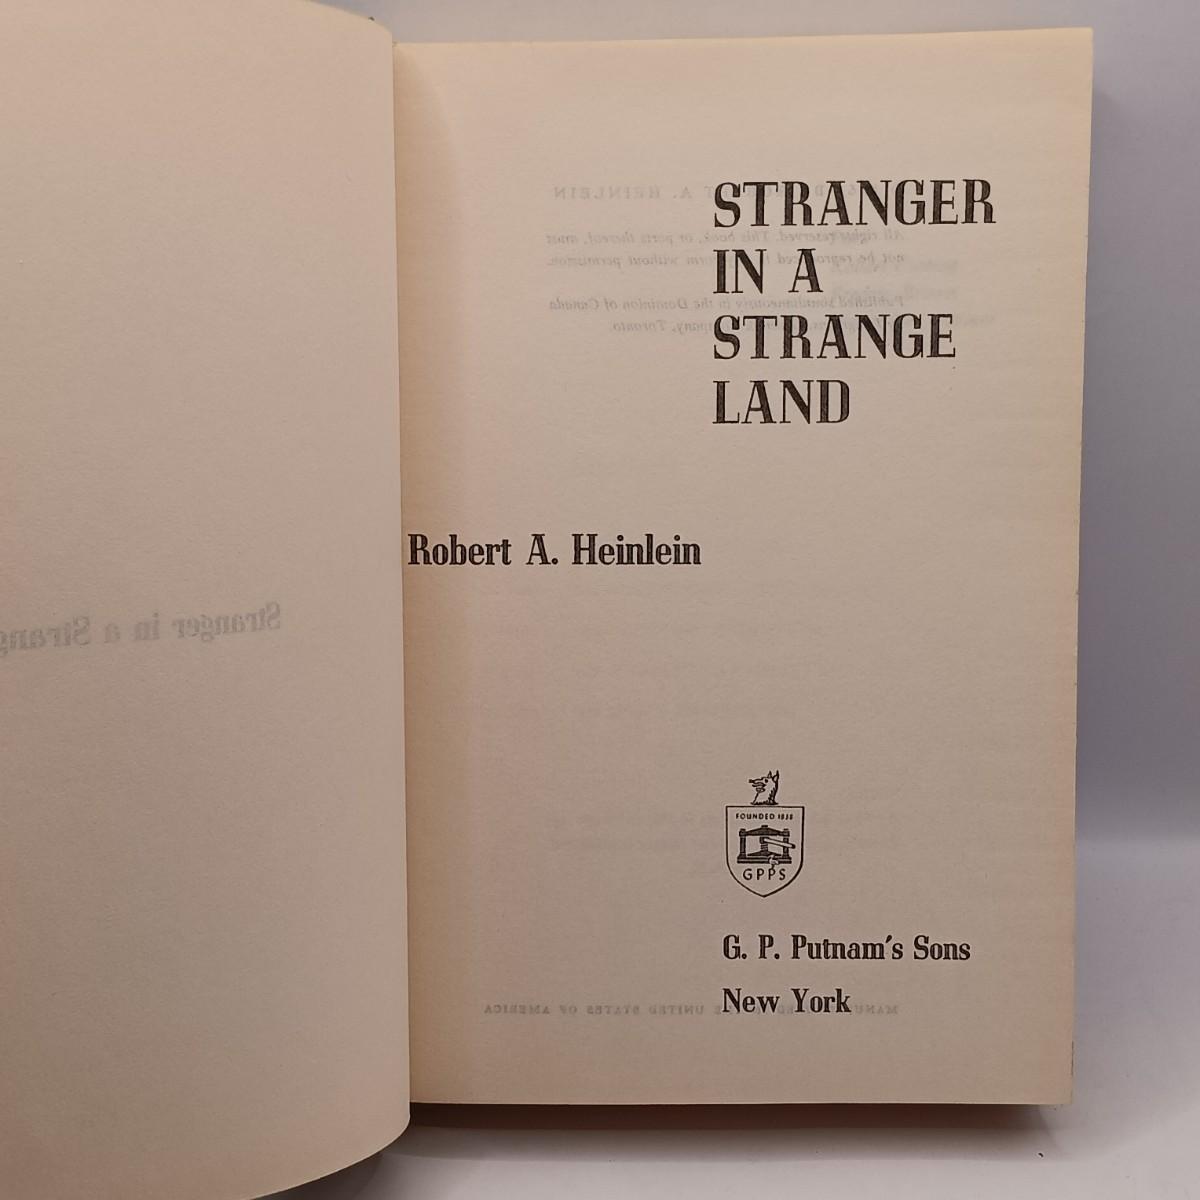 STRANGER
IN A
STRANGE
LAND
Robert A. Heinlein
FOUNDED 1838
GPPS
G. P. Putnam's Sons
New York